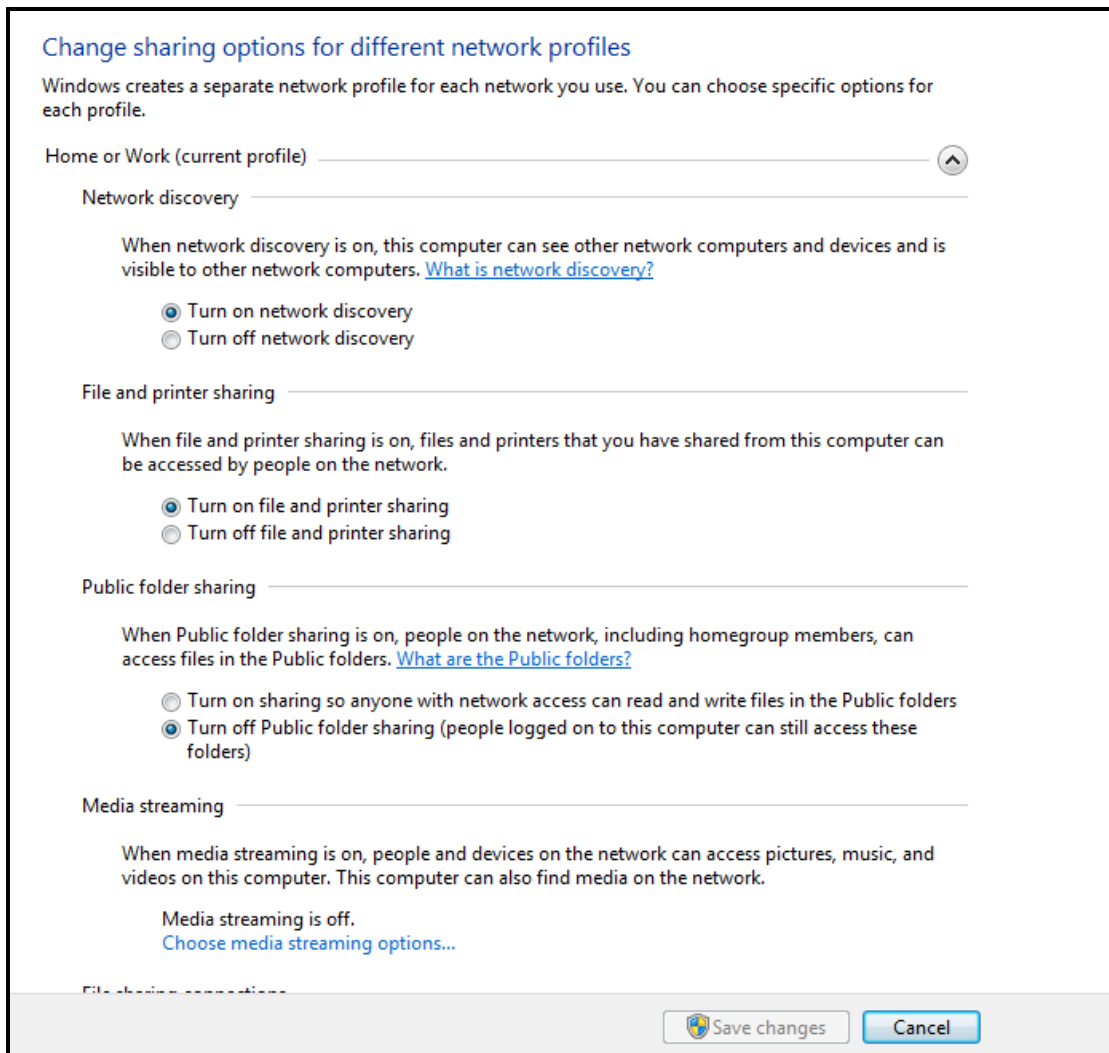 Change sharing options for different network profiles
Windows creates a separate network profile for each network you use. You can choose specific options for
each profile.
Home or Work (current profile)
Network discovery
When network discovery is on, this computer can see other network computers and devices and is
visible to other network computers. What is network discovery?
Turn on network discovery
Turn off network discovery
File and printer sharing
When file and printer sharing is on, files and printers that you have shared from this computer can
be accessed by people on the network.
Turn on file and printer sharing
Turn off file and printer sharing
Public folder sharing
When Public folder sharing is on, people on the network, including homegroup members, can
access files in the Public folders. What are the Public folders?
Turn on sharing so anyone with network access can read and write files in the Public folders
Turn off Public folder sharing (people logged on to this computer can still access these
folders)
Media streaming
When media streaming is on, people and devices on the network can access pictures, music, and
videos on this computer. This computer can also find media on the network.
Media streaming is off.
Choose media streaming options...
File sharing connections
Save changes
Cancel